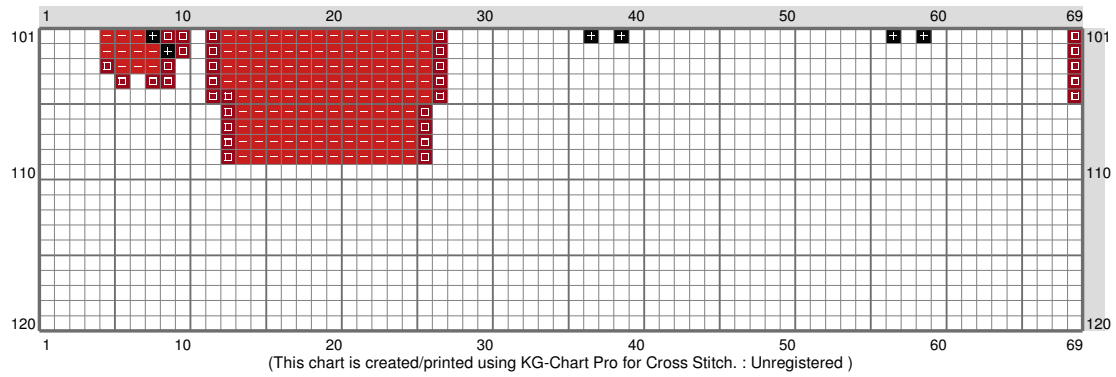 1 10 20 30 40 50 60 69
101 101
110 110
120 120
1 10 20 30 40 50 60 69
(This chart is created/printed using KG-Chart Pro for Cross Stitch. : Unregistered )